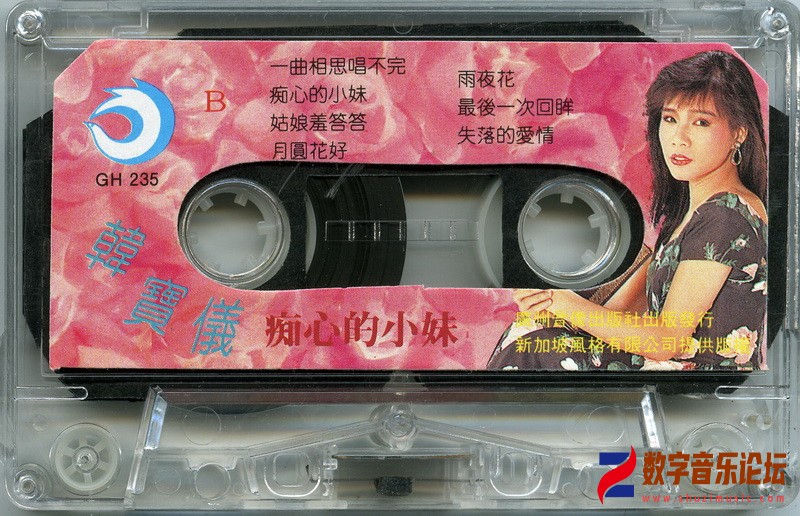 B
一曲相思唱不完
痴心的小妹
姑娘羞答答
月圓花好
雨夜花
最後一次回眸
失落的愛情
GH 235
韓寶儀
痴心的小妹
州音像出版社出版發行
新加坡風格有限公司提供版
数字音乐论坛